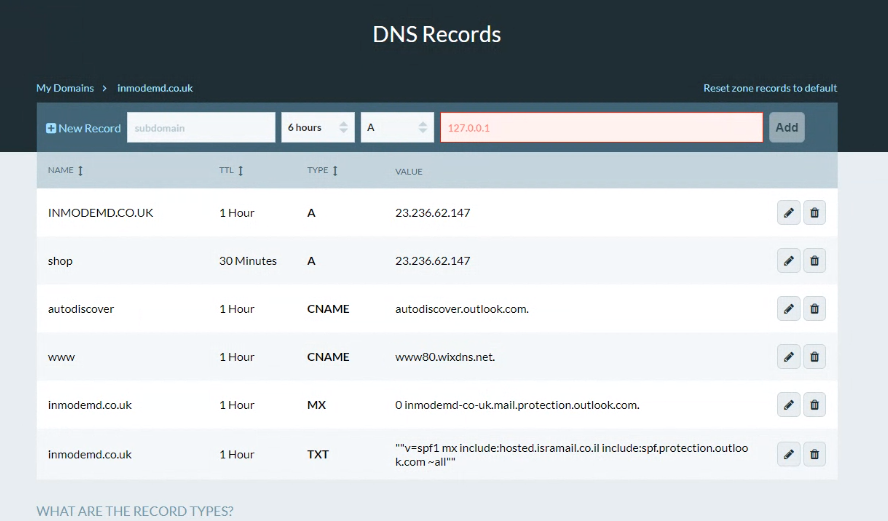 DNS Records
My Domains > inmodemd.co.uk Reset zone records to default
New Record subdomain 6 hours A 127.0.0.1 Add
NAME TTL TYPE VALUE
INMODEMD.CO.UK 1 Hour A 23.236.62.147
shop 30 Minutes A 23.236.62.147
autodiscover 1 Hour CNAME autodiscover.outlook.com.
www 1 Hour CNAME www80.wixdns.net.
inmodemd.co.uk 1 Hour MX 0 inmodemd-co-uk.mail.protection.outlook.com.
inmodemd.co.uk 1 Hour TXT ""v=spf1 mx include:hosted.isramail.co.il include:spf.protection.outloo
k.com ~all""
WHAT ARE THE RECORD TYPES?